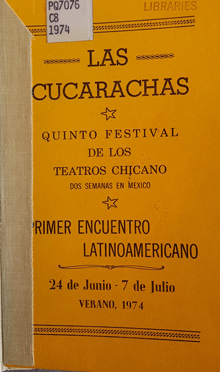 LIBRARIES
PQ7076
C8
1974
LAS
CUCARACHAS
QUINTO FESTIVAL
DE LOS
TEATROS CHICANO
DOS SEMANAS EN MEXICO
PRIMER ENCUENTRO
LATINOAMERICANO
24 de Junio - 7 de Julio
VERANO, 1974